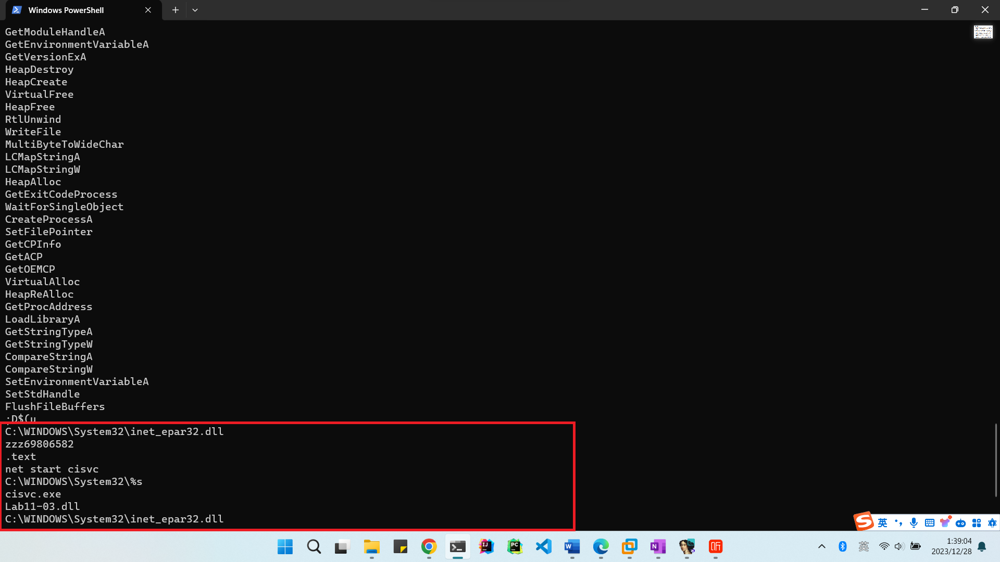 Windows PowerShell
GetModuleHandleA
GetEnvironmentVariableA
GetVersionExA
HeapDestroy
HeapCreate
VirtualFree
HeapFree
RtlUnwind
WriteFile
MultiByteToWideChar
LCMapStringA
LCMapStringW
HeapAlloc
GetExitCodeProcess
WaitForSingleObject
CreateProcessA
SetFilePointer
GetCPInfo
GetACP
GetOEMCP
VirtualAlloc
HeapReAlloc
GetProcAddress
LoadLibraryA
GetStringTypeA
GetStringTypeW
CompareStringA
CompareStringW
SetEnvironmentVariableA
SetStdHandle
FlushFileBuffers
;D$(u
C:\WINDOWS\System32\inet_epar32.dll
zzz69806582
.text
net start cisvc
C:\WINDOWS\System32\%s
cisvc.exe
Lab11-03.dll
C:\WINDOWS\System32\inet_epar32.dll
英
英
1:39:04
2023/12/28